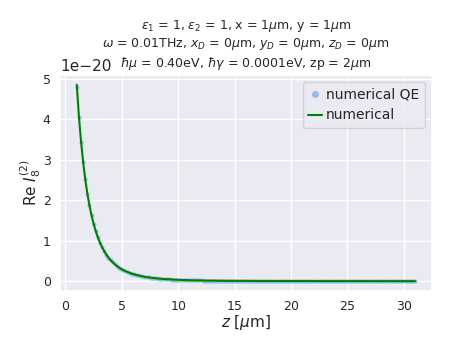 ε₁ = 1, ε₂ = 1, x = 1μm, y = 1μm
ω = 0.01THz, x_D = 0μm, y_D = 0μm, z_D = 0μm
ħμ = 0.40eV, ħγ = 0.0001eV, zp = 2μm
1e−20
5
4
3
2
1
0
Re I₈⁽²⁾
numerical QE
numerical
0 5 10 15 20 25 30
z [μm]